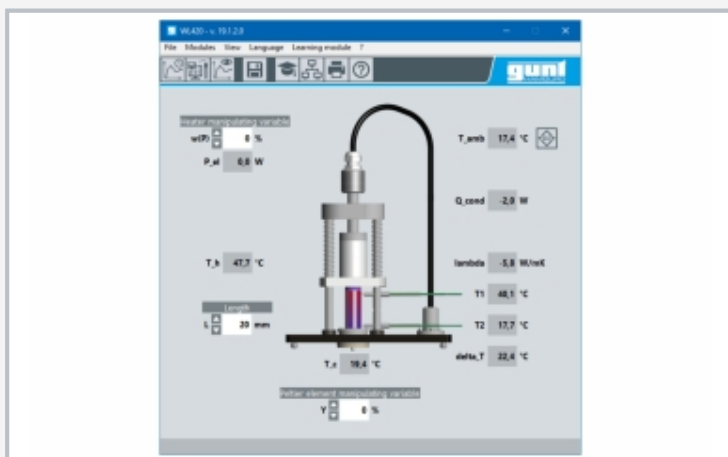 WL420 - v. 10.1.2.0
File Modules View Language Learning module ?
gunt
Heater manipulating variable
w(P) 0 %
P_el 0,0 W
T_amb 17,4 °C
Q_cond -2,0 W
T_h 47,7 °C
lambda -5,8 W/mK
T1 40,1 °C
Length
L 20 mm
T2 17,7 °C
T_c 19,4 °C
delta_T 22,4 °C
Peltier element manipulating variable
Y 0 %